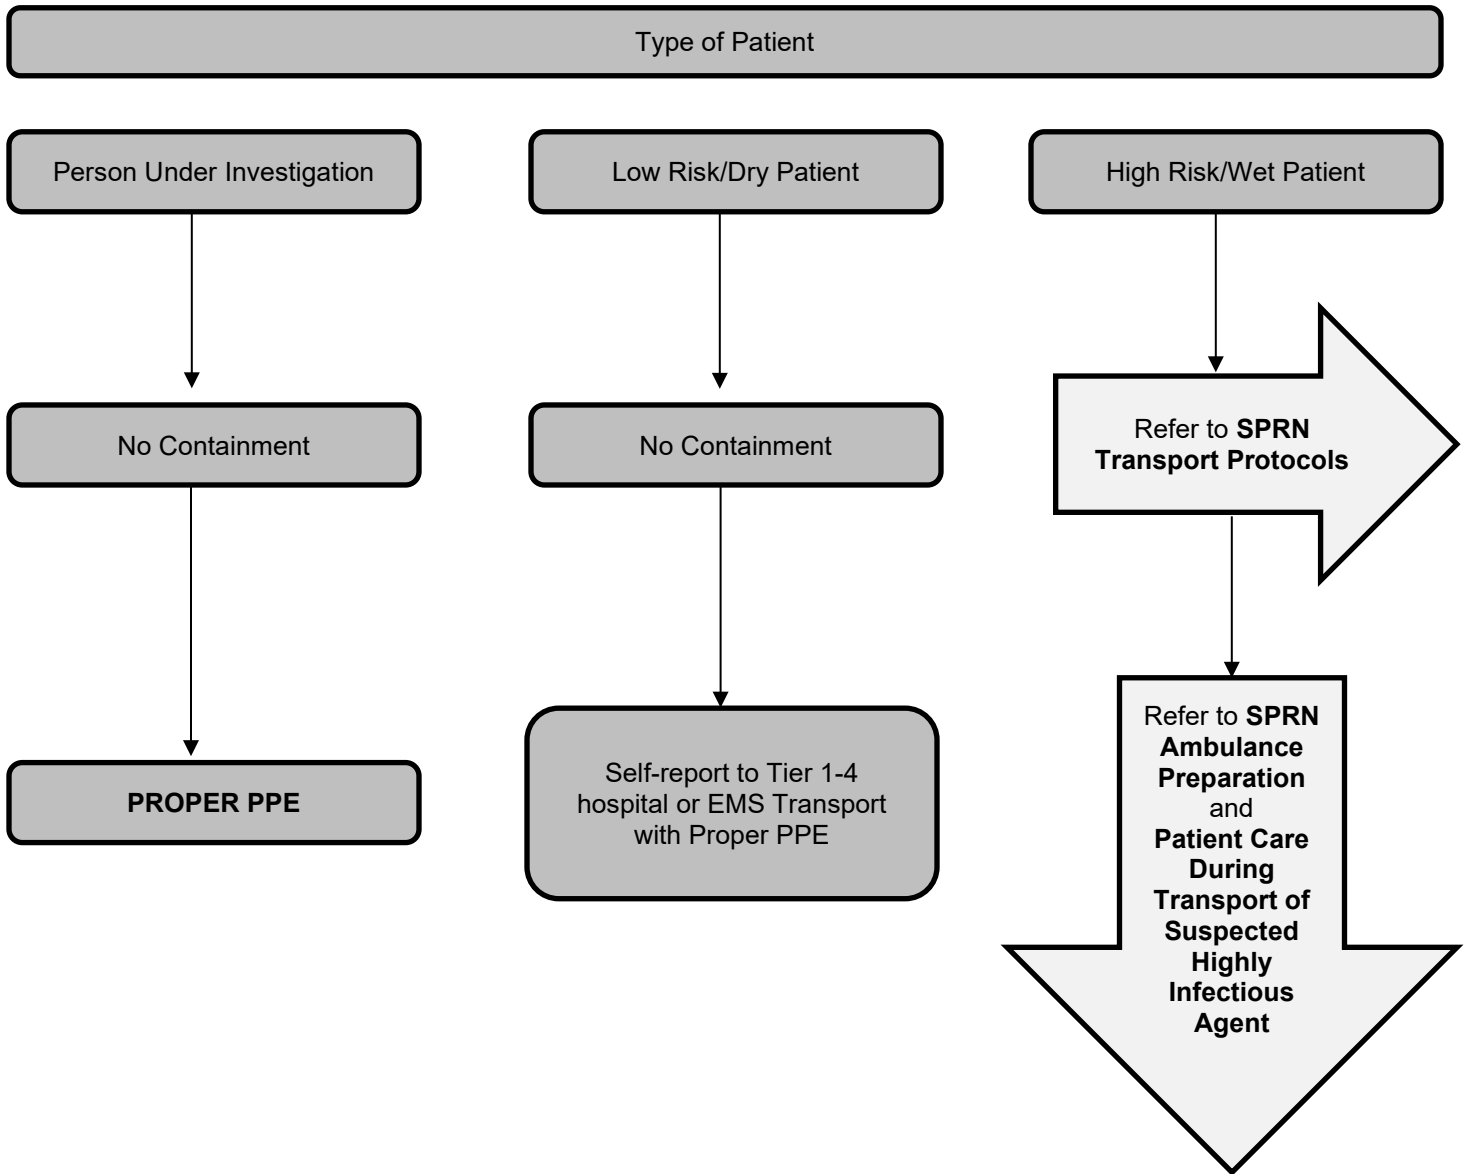 Type of Patient
Person Under Investigation
Low Risk/Dry Patient
High Risk/Wet Patient
No Containment
No Containment
Refer to SPRN
Transport Protocols
PROPER PPE
Self-report to Tier 1-4
hospital or EMS Transport
with Proper PPE
Refer to SPRN
Ambulance
Preparation
and
Patient Care
During
Transport of
Suspected
Highly
Infectious
Agent